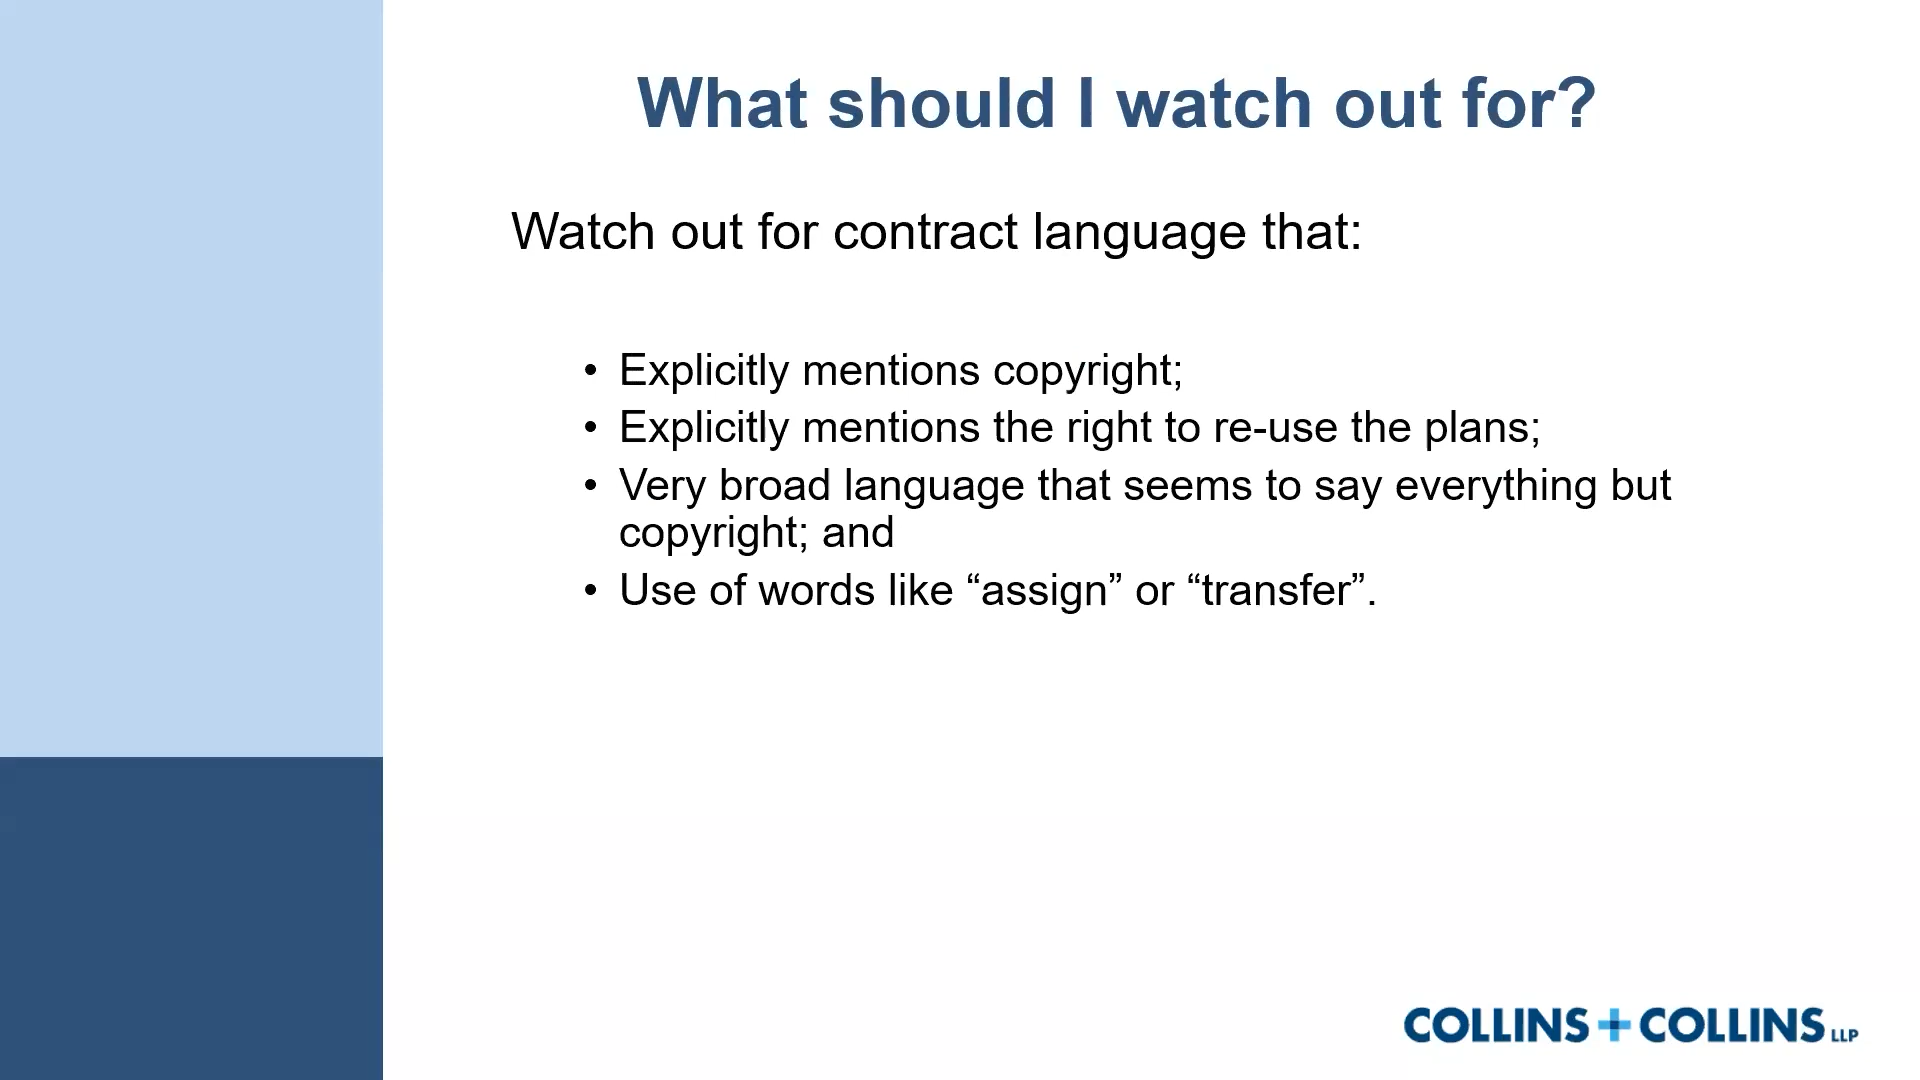 What should I watch out for?
Watch out for contract language that:
• Explicitly mentions copyright;
• Explicitly mentions the right to re-use the plans;
• Very broad language that seems to say everything but
copyright; and
• Use of words like “assign” or “transfer”.
COLLINS + COLLINS LLP